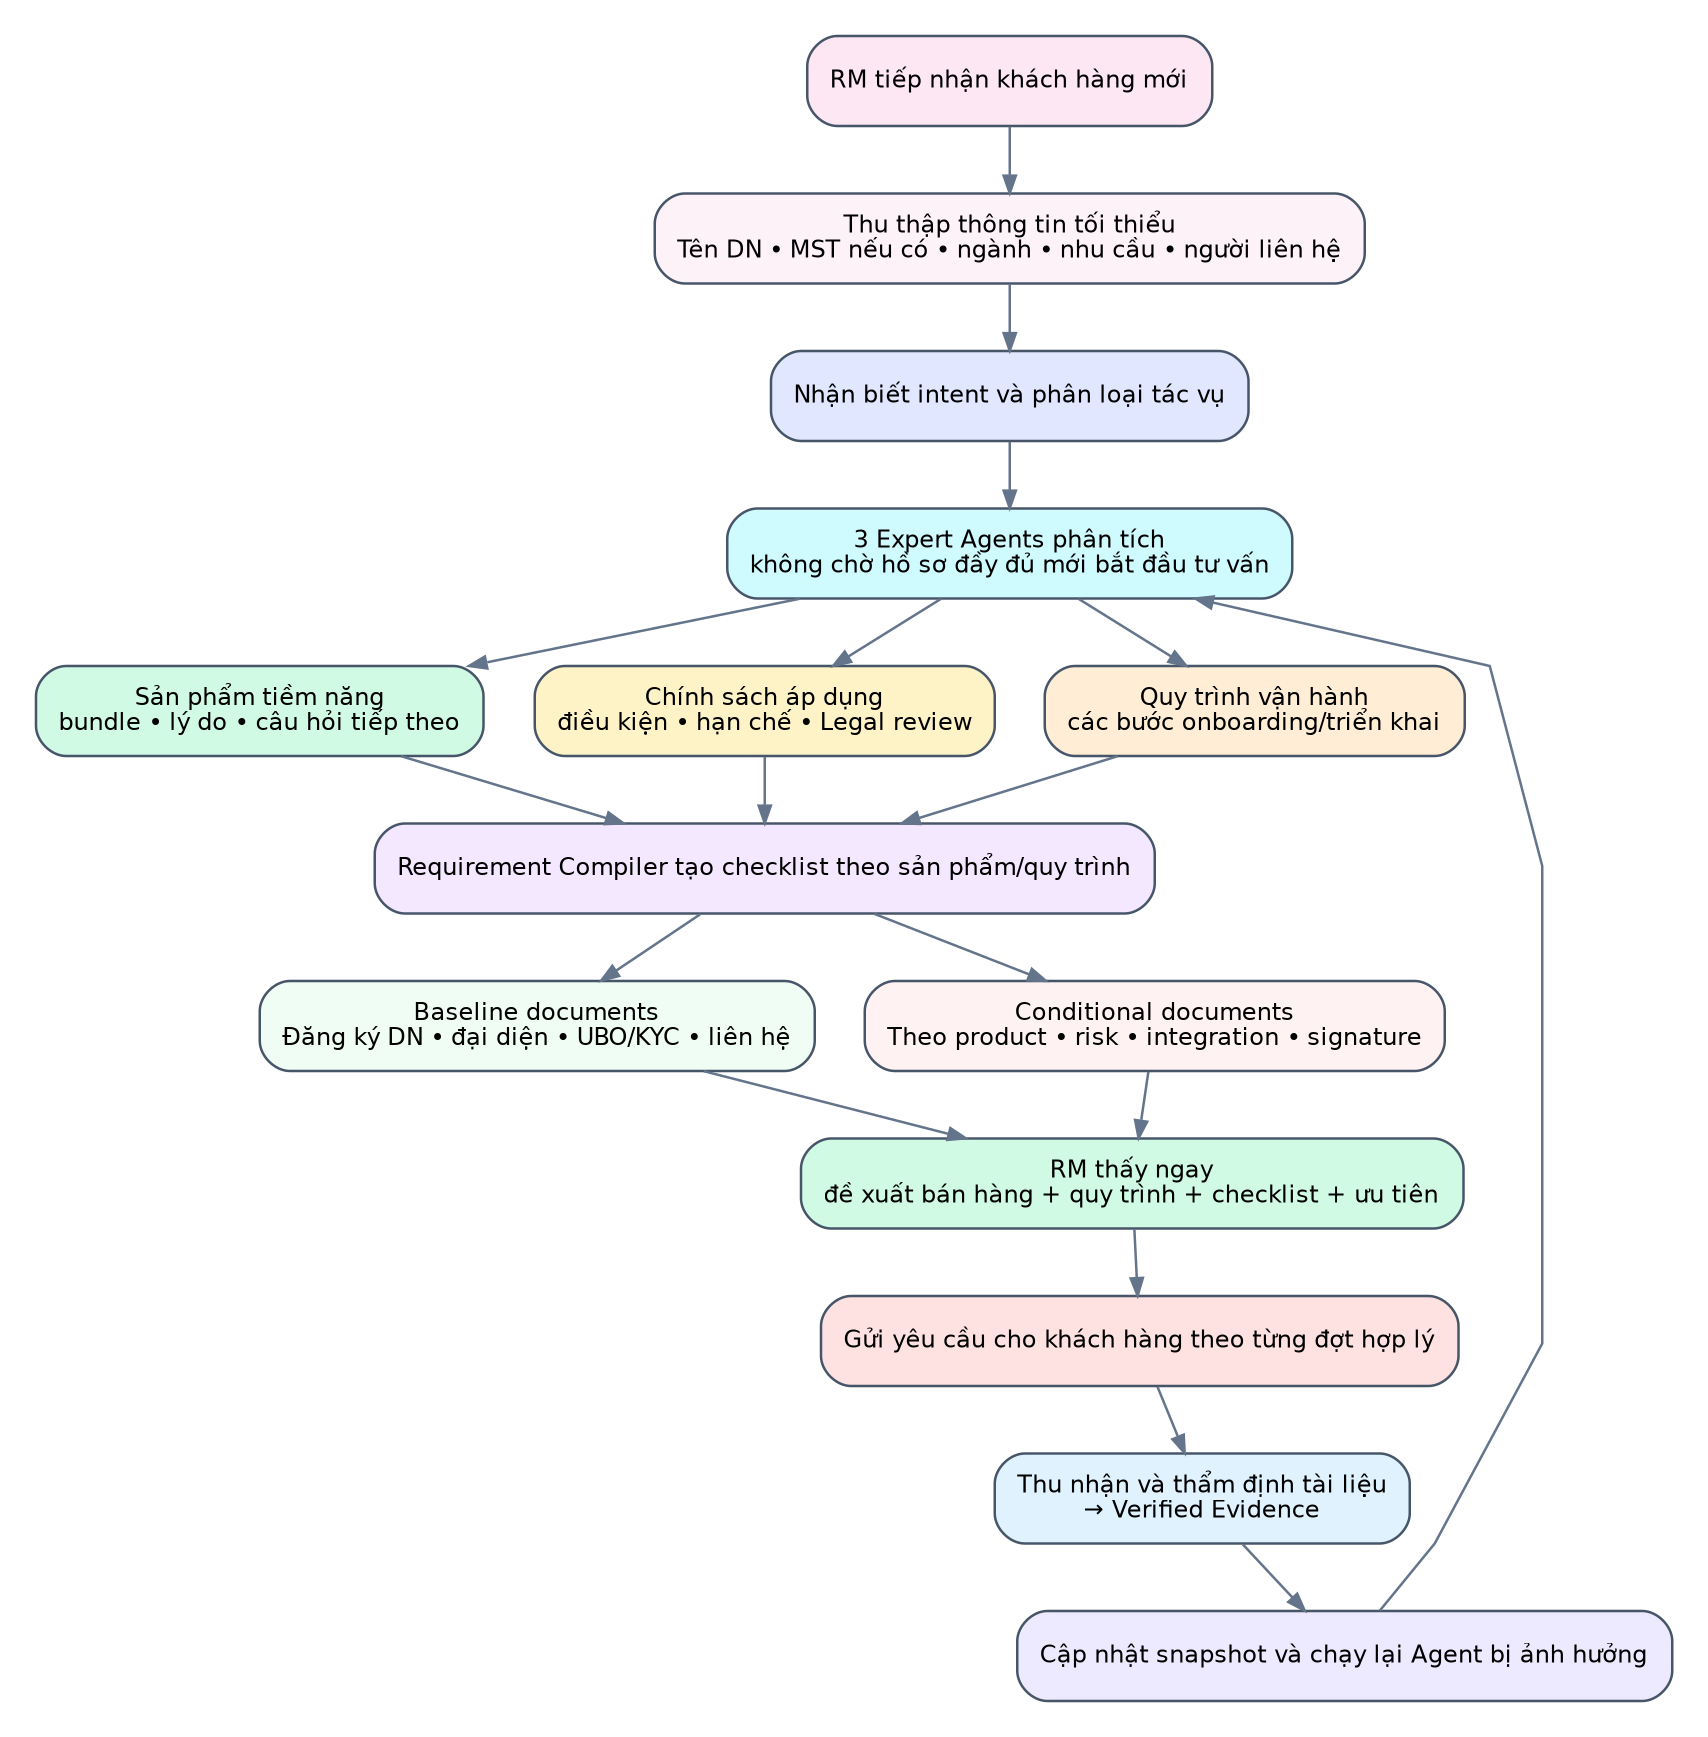 RM tiếp nhận khách hàng mới
Thu thập thông tin tối thiểu
Tên DN • MST nếu có • ngành • nhu cầu • người liên hệ
Nhận biết intent và phân loại tác vụ
3 Expert Agents phân tích
không chờ hồ sơ đầy đủ mới bắt đầu tư vấn
Sản phẩm tiềm năng
bundle • lý do • câu hỏi tiếp theo
Chính sách áp dụng
điều kiện • hạn chế • Legal review
Quy trình vận hành
các bước onboarding/triển khai
Requirement Compiler tạo checklist theo sản phẩm/quy trình
Baseline documents
Đăng ký DN • đại diện • UBO/KYC • liên hệ
Conditional documents
Theo product • risk • integration • signature
RM thấy ngay
đề xuất bán hàng + quy trình + checklist + ưu tiên
Gửi yêu cầu cho khách hàng theo từng đợt hợp lý
Thu nhận và thẩm định tài liệu
→ Verified Evidence
Cập nhật snapshot và chạy lại Agent bị ảnh hưởng